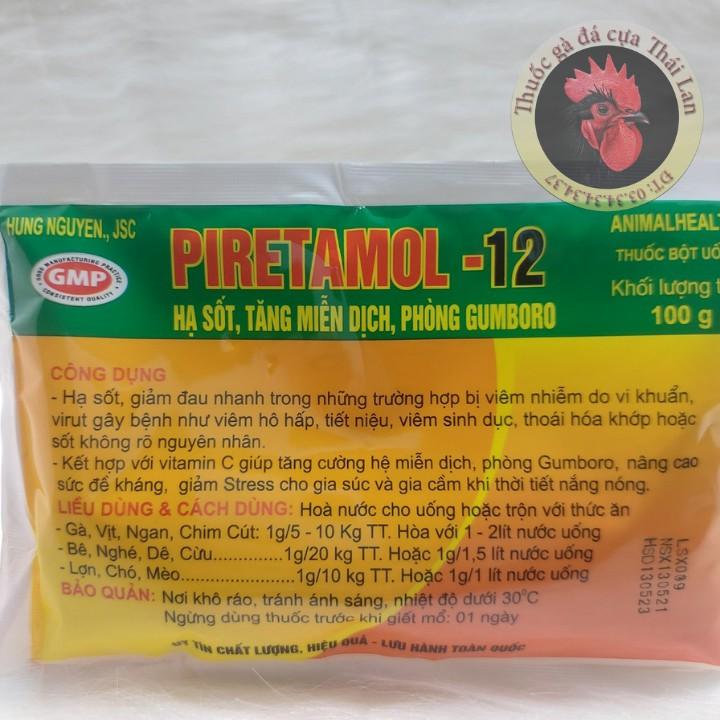 Thuốc gà đá cựa Thái Lan
ĐT: 03.34.34.34.37
HUNG NGUYEN., JSC
GOOD MANUFACTURING PRACTICE
GMP
CONSISTENT QUALITY
PIRETAMOL -12
HẠ SỐT, TĂNG MIỄN DỊCH, PHÒNG GUMBORO
THUỐC BỘT
Khối lượng
100 g
CÔNG DỤNG
- Hạ sốt, giảm đau nhanh trong những trường hợp bị viêm nhiễm do vi khuẩn,
virut gây bệnh như viêm hô hấp, tiết niệu, viêm sinh dục, thoái hóa khớp hoặc
sốt không rõ nguyên nhân.
- Kết hợp với vitamin C giúp tăng cường hệ miễn dịch, phòng Gumboro, nâng cao
sức để kháng, giảm Stress cho gia súc và gia cầm khi thời tiết nắng nóng.
LIỀU DÙNG & CÁCH DÙNG: Hoà nước cho uống hoặc trộn với thức ăn
- Gà, Vịt, Ngan, Chim Cút: 1g/5 - 10 Kg TT. Hòa với 1 - 2lít nước uống
- Bê, Nghé, Dê, Cừu..............1g/20 kg TT. Hoặc 1g/1,5 lít nước uống
- Lợn, Chó, Mèo......................1g/10 kg TT. Hoặc 1g/1 lít nước uống
BẢO QUẢN: Nơi khô ráo, tránh ánh sáng, nhiệt độ dưới 30°C
Ngừng dùng thuốc trước khi giết mổ: 01 ngày
UY TÍN CHẤT LƯỢNG, HIỆU QUẢ - LƯU HÀNH TOÀN QUỐC
LSX089
NSX130521
HSD130523